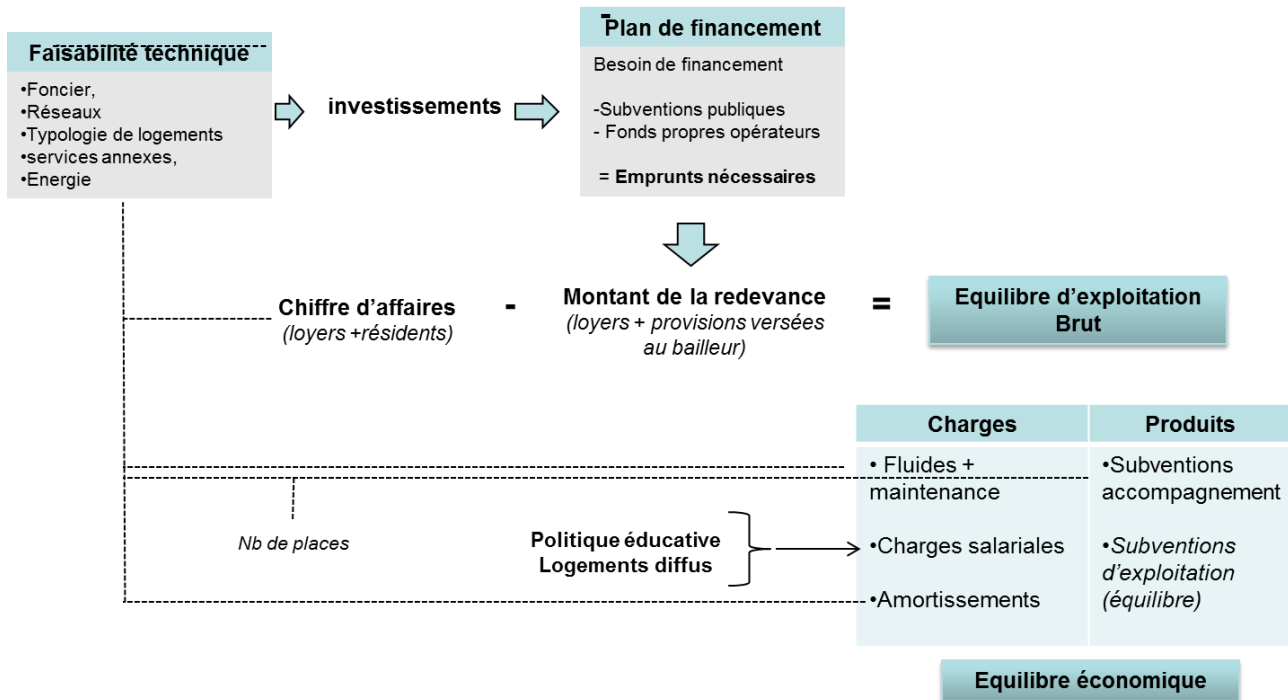 Faisabilité technique
•Foncier,
•Réseaux
•Typologie de logements
•services annexes,
•Energie
investissements
Plan de financement
Besoin de financement
-Subventions publiques
- Fonds propres opérateurs
= Emprunts nécessaires
Chiffre d’affaires
(loyers +résidents)
-
Montant de la redevance
(loyers + provisions versées
au bailleur)
=
Equilibre d’exploitation
Brut
Charges
Produits
• Fluides +
maintenance
•Charges salariales
•Amortissements
•Subventions
accompagnement
•Subventions
d’exploitation
(équilibre)
Nb de places
Politique éducative
Logements diffus
Equilibre économique